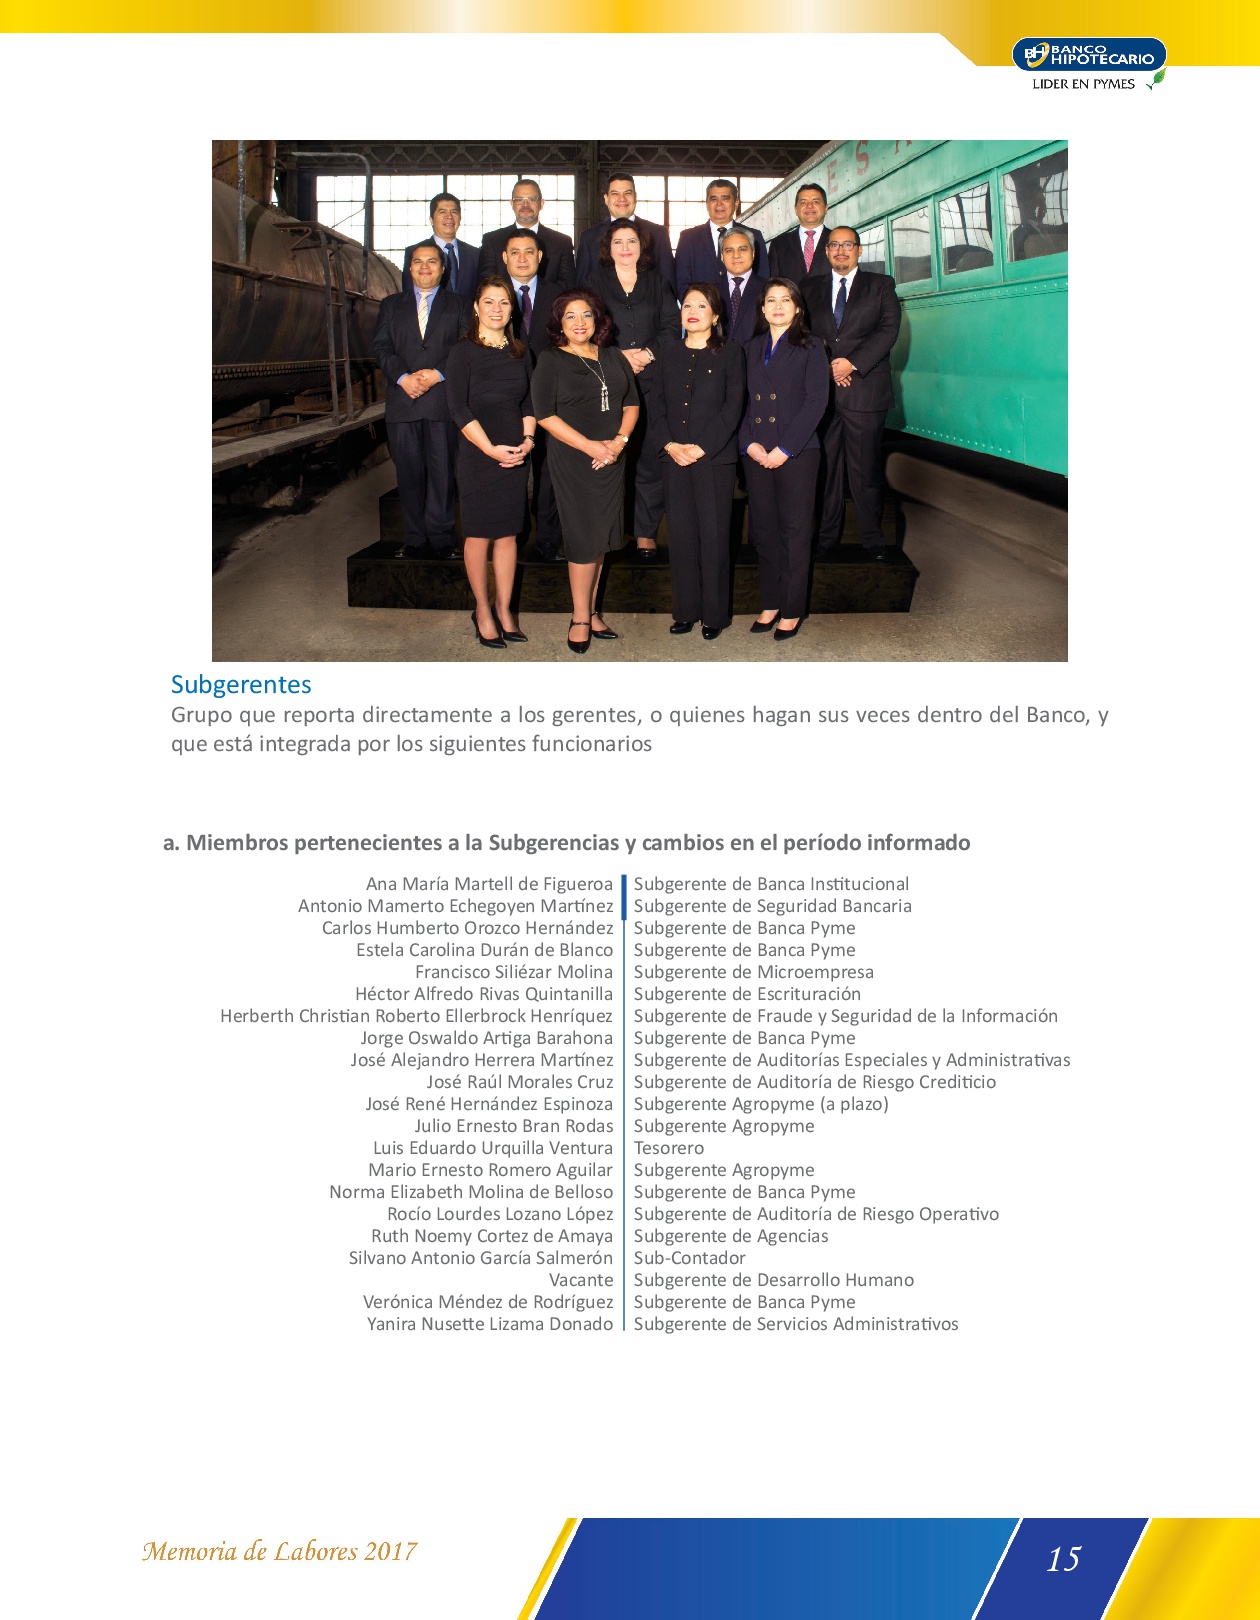 BH BANCO
HIPOTECARIO
LIDER EN PYMES
E S A
Subgerentes
Grupo que reporta directamente a los gerentes, o quienes hagan sus veces dentro del Banco, y
que está integrada por los siguientes funcionarios
a. Miembros pertenecientes a la Subgerencias y cambios en el período informado
Ana María Martell de Figueroa Subgerente de Banca Institucional
Antonio Mamerto Echegoyen Martínez Subgerente de Seguridad Bancaria
Carlos Humberto Orozco Hernández Subgerente de Banca Pyme
Estela Carolina Durán de Blanco Subgerente de Banca Pyme
Francisco Siliézar Molina Subgerente de Microempresa
Héctor Alfredo Rivas Quintanilla Subgerente de Escrituración
Herberth Christian Roberto Ellerbrock Henríquez Subgerente de Fraude y Seguridad de la Información
Jorge Oswaldo Artiga Barahona Subgerente de Banca Pyme
José Alejandro Herrera Martínez Subgerente de Auditorías Especiales y Administrativas
José Raúl Morales Cruz Subgerente de Auditoría de Riesgo Crediticio
José René Hernández Espinoza Subgerente Agropyme (a plazo)
Julio Ernesto Bran Rodas Subgerente Agropyme
Luis Eduardo Urquilla Ventura Tesorero
Mario Ernesto Romero Aguilar Subgerente Agropyme
Norma Elizabeth Molina de Belloso Subgerente de Banca Pyme
Rocío Lourdes Lozano López Subgerente de Auditoría de Riesgo Operativo
Ruth Noemy Cortez de Amaya Subgerente de Agencias
Silvano Antonio García Salmerón Sub-Contador
Vacante Subgerente de Desarrollo Humano
Verónica Méndez de Rodríguez Subgerente de Banca Pyme
Yanira Nusette Lizama Donado Subgerente de Servicios Administrativos
Memoria de Labores 2017
15